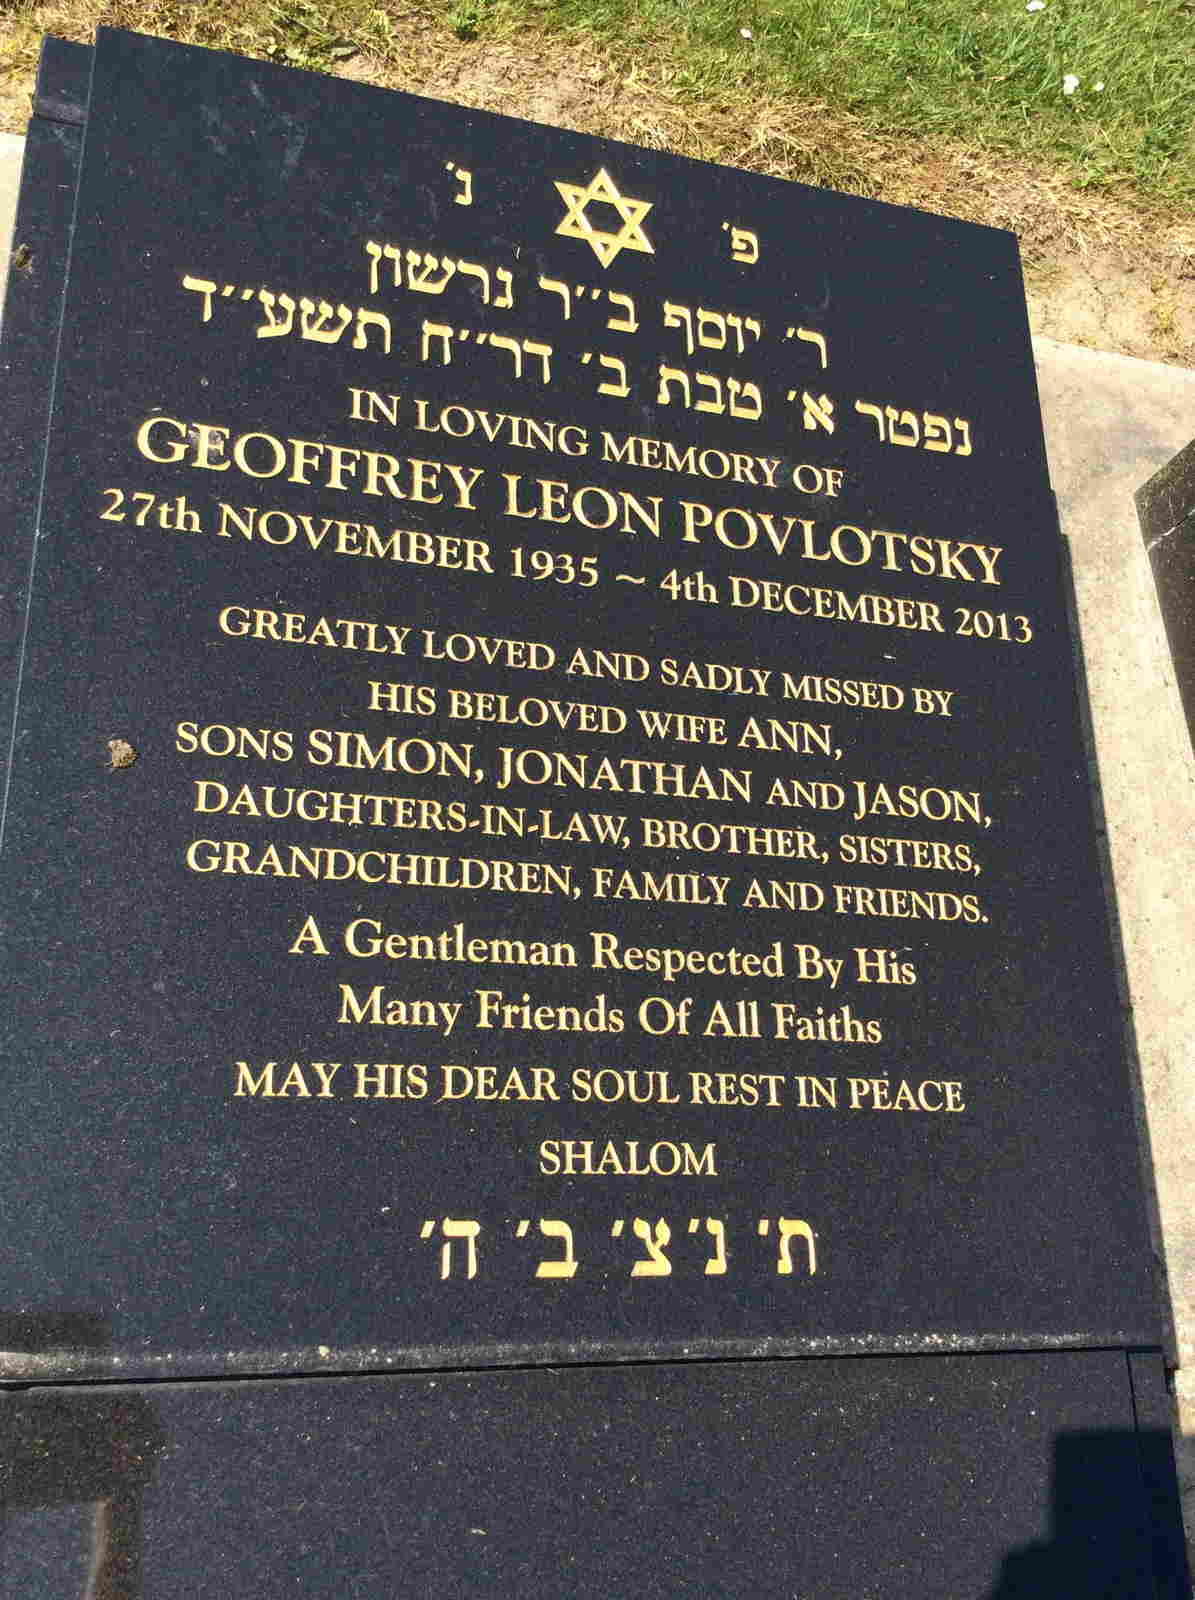 פ׳ נ׳
ר׳ יוסף ב״ר גרשון
נפטר א׳ טבת ב׳ דר״ח תשע״ד
IN LOVING MEMORY OF
GEOFFREY LEON POVLOTSKY
27th NOVEMBER 1935 ~ 4th DECEMBER 2013
GREATLY LOVED AND SADLY MISSED BY
HIS BELOVED WIFE ANN,
SONS SIMON, JONATHAN AND JASON,
DAUGHTERS-IN-LAW, BROTHER, SISTERS,
GRANDCHILDREN, FAMILY AND FRIENDS.
A Gentleman Respected By His
Many Friends Of All Faiths
MAY HIS DEAR SOUL REST IN PEACE
SHALOM
ת׳ נ׳ צ׳ ב׳ ה׳